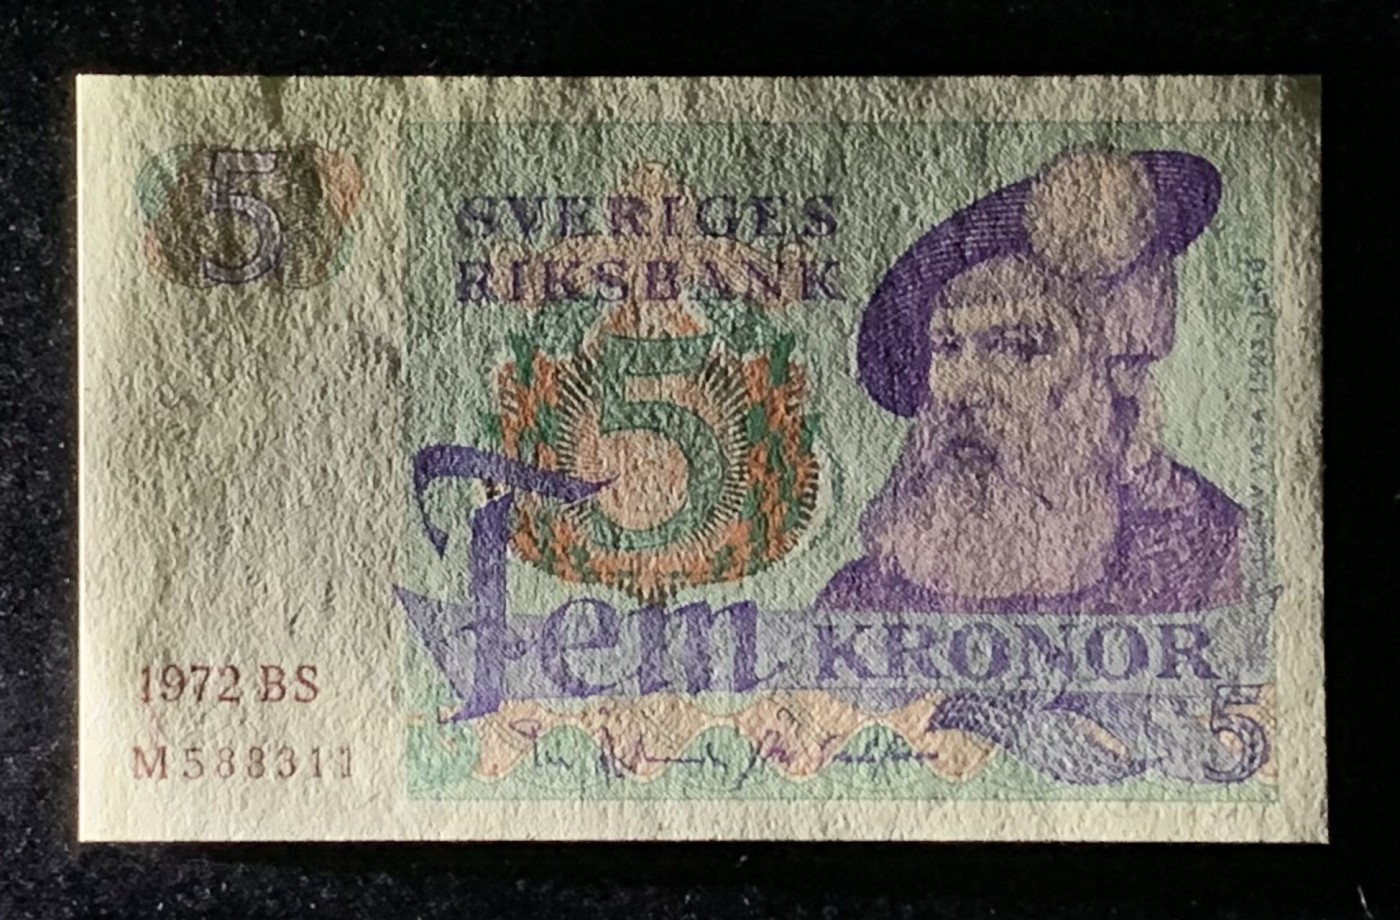 5
SVERIGES
RIKSBANK
5
Fem KRONOR
1972 BS
M588311
5